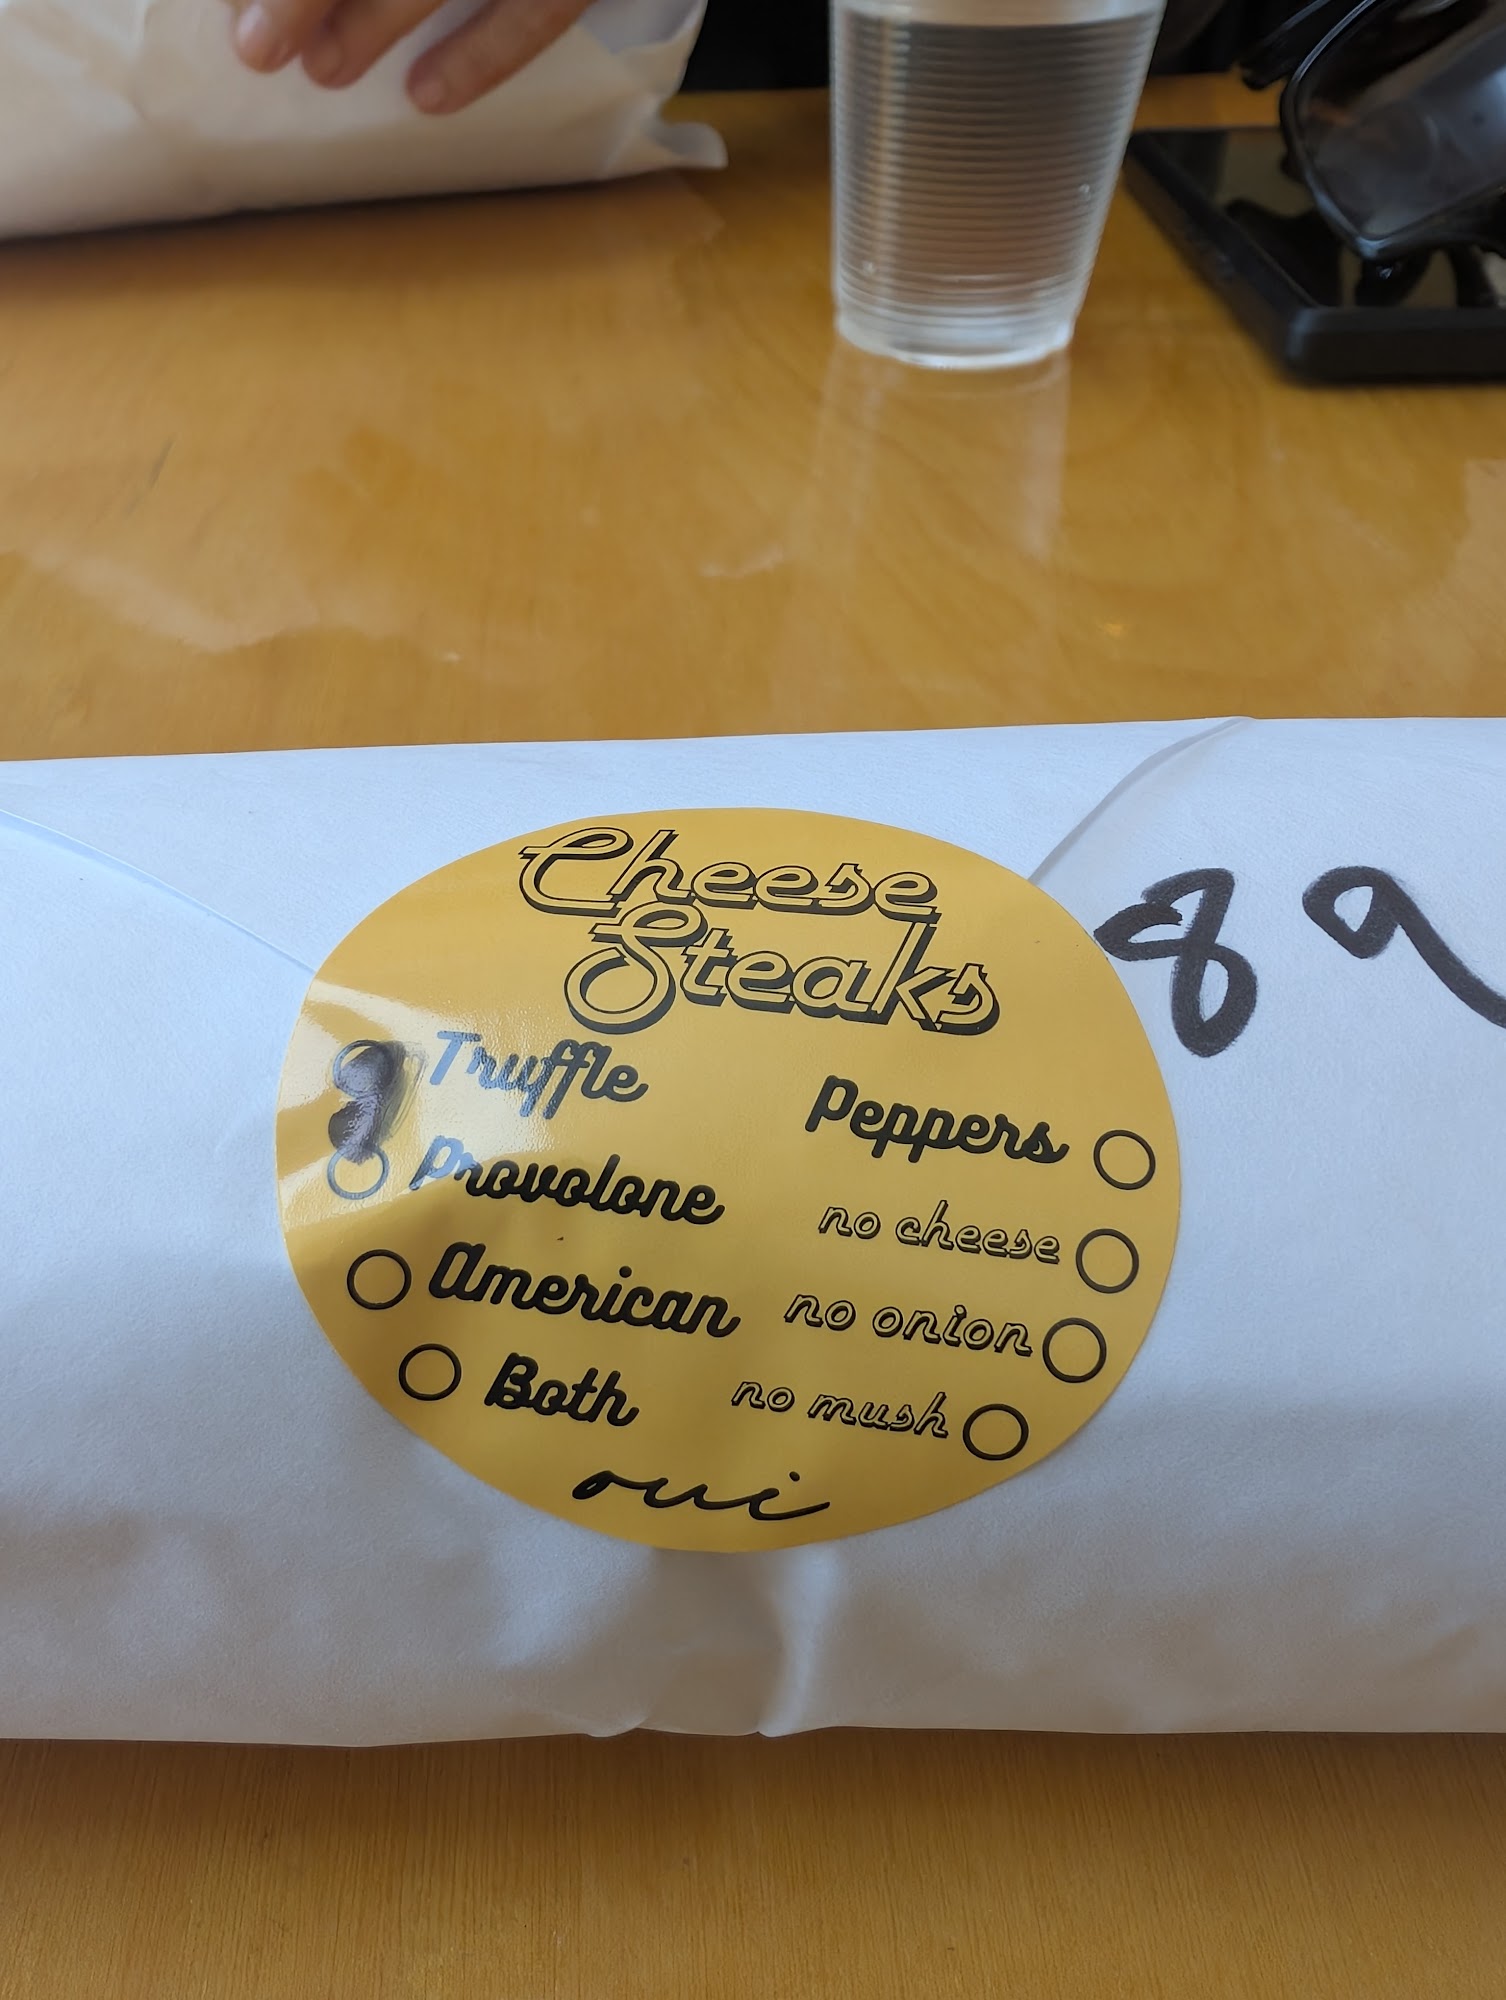 Cheese
Steaks
Truffle
Provolone
American
Both
Peppers
no cheese
no onion
no mush
oui
89